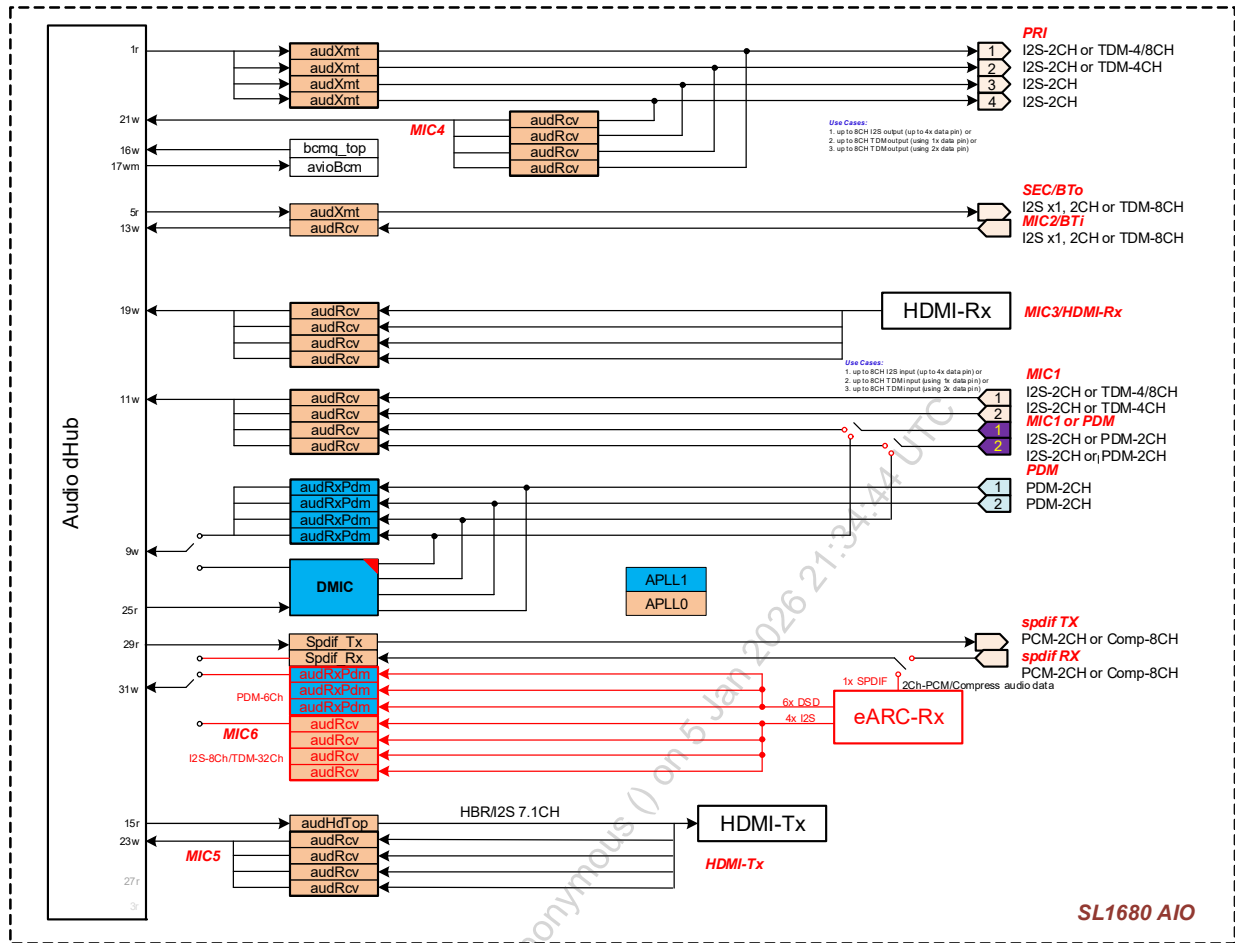 PRI
1r
audXmt
1
I2S-2CH or TDM-4/8CH
audXmt
2
I2S-2CH or TDM-4CH
audXmt
3
I2S-2CH
audXmt
4
I2S-2CH
21w
MIC4
audRcv
audRcv
audRcv
audRcv
Use Cases:
1. up to 8CH I2S output (up to 4x data pin) or
2. up to 8CH TDM output (using 1x data pin) or
3. up to 8CH TDM output (using 2x data pin)
16w
bcmq_top
17wm
avioBcm
SEC/BTo
5r
audXmt
I2S x1, 2CH or TDM-8CH
MIC2/BTi
13w
audRcv
I2S x1, 2CH or TDM-8CH
19w
audRcv
audRcv
audRcv
audRcv
HDMI-Rx
MIC3/HDMI-Rx
Use Cases:
1. up to 8CH I2S input (up to 4x data pin) or
2. up to 8CH TDM input (using 1x data pin) or
3. up to 8CH TDM input (using 2x data pin)
MIC1
11w
audRcv
1
I2S-2CH or TDM-4/8CH
audRcv
2
I2S-2CH or TDM-4CH
MIC1 or PDM
audRcv
1
I2S-2CH or PDM-2CH
audRcv
2
I2S-2CH or PDM-2CH
Audio dHub
PDM
audRxPdm
1
PDM-2CH
audRxPdm
2
PDM-2CH
audRxPdm
audRxPdm
9w
DMIC
25r
APLL1
APLL0
spdif TX
29r
Spdif_Tx
PCM-2CH or Comp-8CH
spdif RX
Spdif_Rx
PCM-2CH or Comp-8CH
31w
PDM-6Ch
audRxPdm
audRxPdm
audRxPdm
1x SPDIF
2Ch-PCM/Compress audio data
6x DSD
4x I2S
eARC-Rx
MIC6
I2S-8Ch/TDM-32Ch
audRcv
audRcv
audRcv
audRcv
15r
audHdTop
HBR/I2S 7.1CH
HDMI-Tx
23w
MIC5
audRcv
audRcv
audRcv
audRcv
HDMI-Tx
27r
3r
SL1680 AIO
onymous () on 5 Jan 2026 21:34:44 UTC